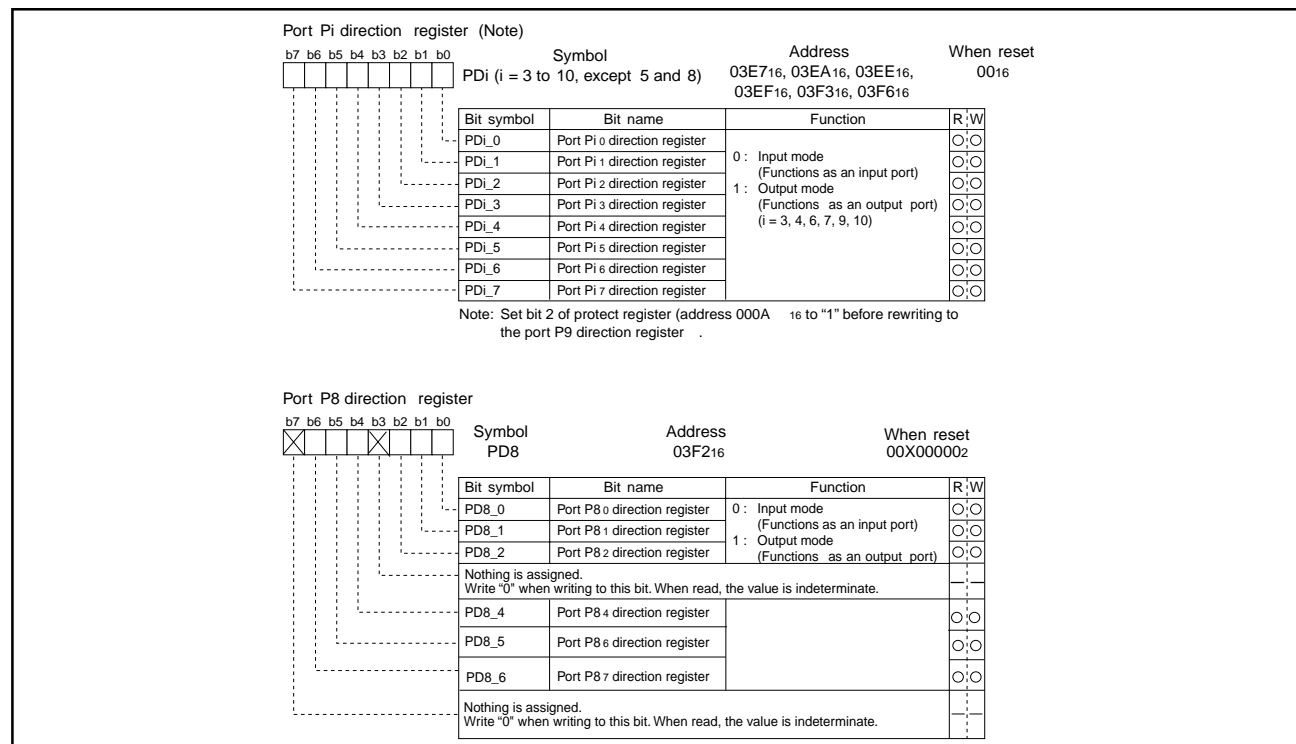 Port Pi direction register (Note)
b7 b6 b5 b4 b3 b2 b1 b0
Symbol Address When reset
PDi (i = 3 to 10, except 5 and 8) 03E716, 03EA16, 03EE16, 0016
03EF16, 03F316, 03F616
Bit symbol Bit name Function R W
PDi_0 Port Pi 0 direction register
PDi_1 Port Pi 1 direction register
PDi_2 Port Pi 2 direction register
PDi_3 Port Pi 3 direction register
PDi_4 Port Pi 4 direction register
PDi_5 Port Pi 5 direction register
PDi_6 Port Pi 6 direction register
PDi_7 Port Pi 7 direction register
0 : Input mode
(Functions as an input port)
1 : Output mode
(Functions as an output port)
(i = 3, 4, 6, 7, 9, 10)
Note: Set bit 2 of protect register (address 000A 16 to “1” before rewriting to
the port P9 direction register .
Port P8 direction register
b7 b6 b5 b4 b3 b2 b1 b0
Symbol Address When reset
PD8 03F216 00X000002
Bit symbol Bit name Function R W
PD8_0 Port P8 0 direction register
PD8_1 Port P8 1 direction register
PD8_2 Port P8 2 direction register
0 : Input mode
(Functions as an input port)
1 : Output mode
(Functions as an output port)
Nothing is assigned.
Write “0” when writing to this bit. When read, the value is indeterminate.
PD8_4 Port P8 4 direction register
PD8_5 Port P8 6 direction register
PD8_6 Port P8 7 direction register
Nothing is assigned.
Write “0” when writing to this bit. When read, the value is indeterminate.